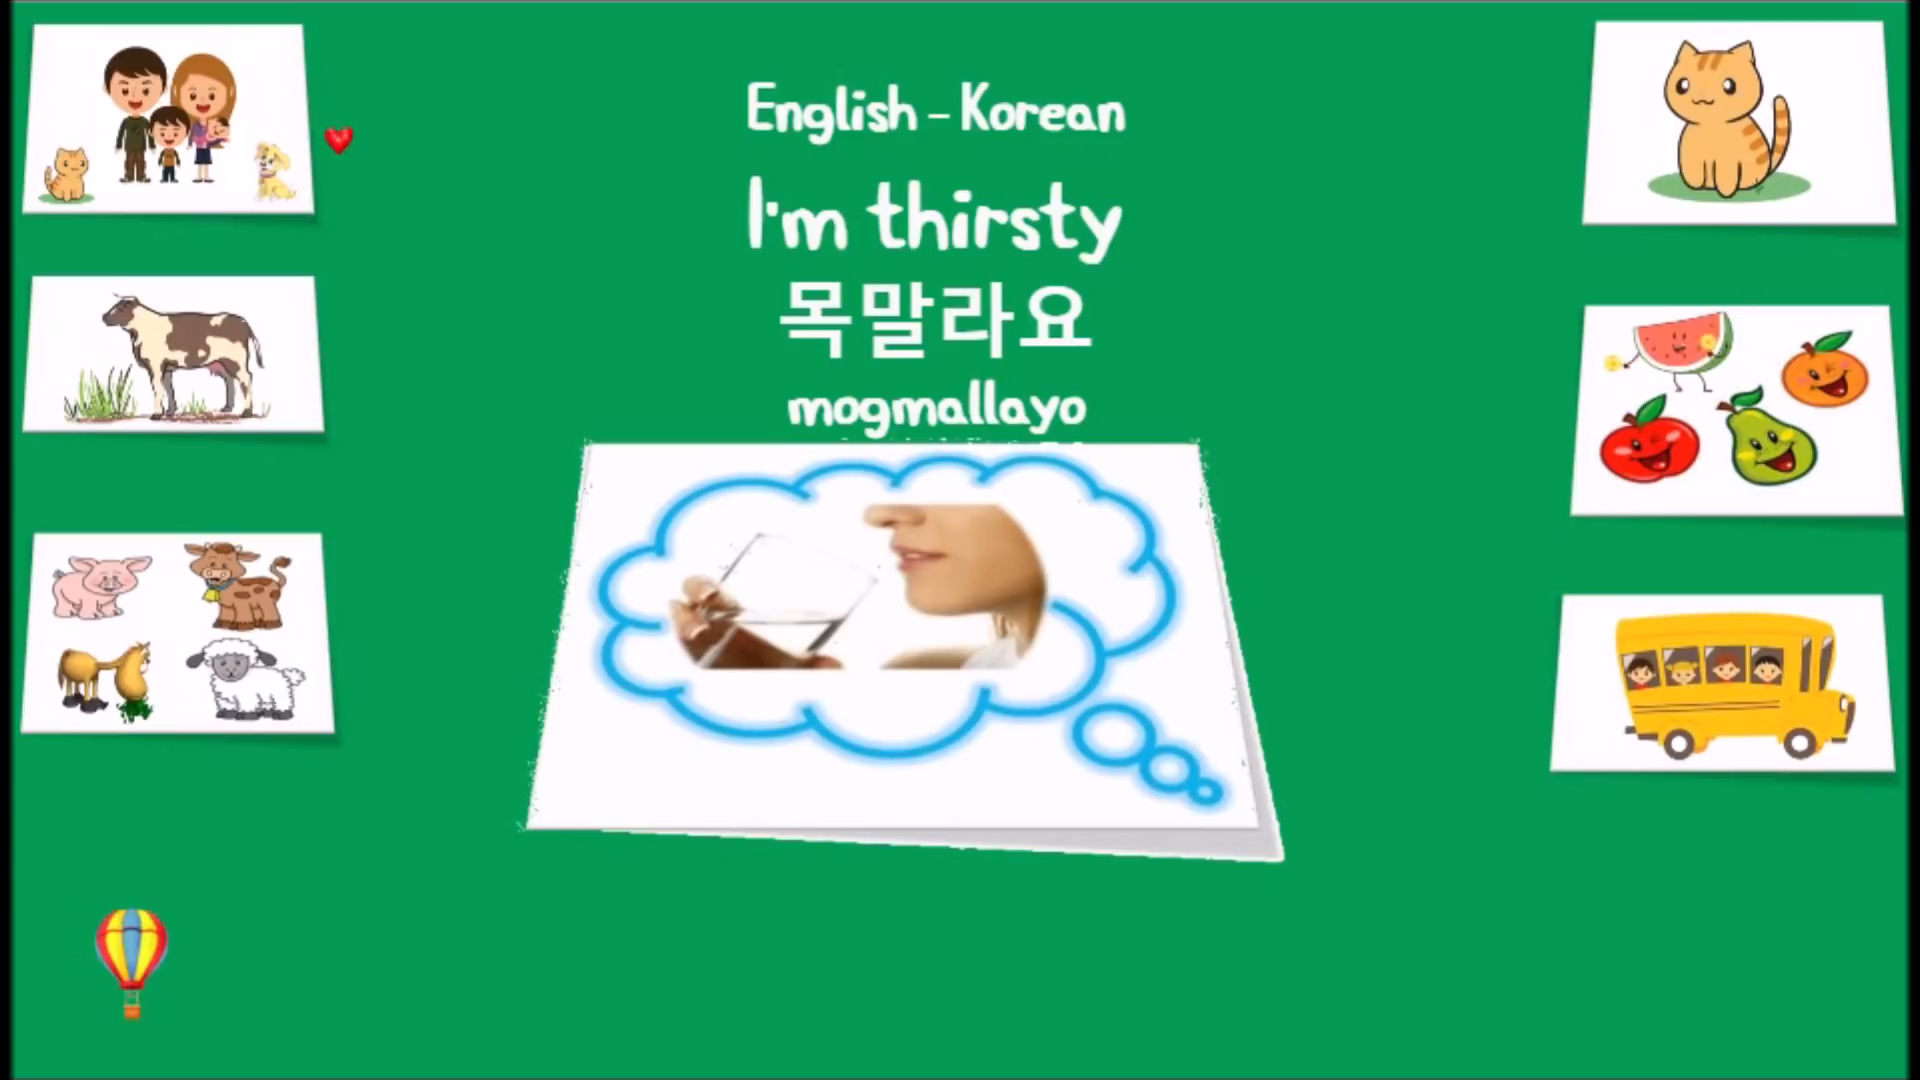 English - Korean
I'm thirsty
목말라요
mogmallayo